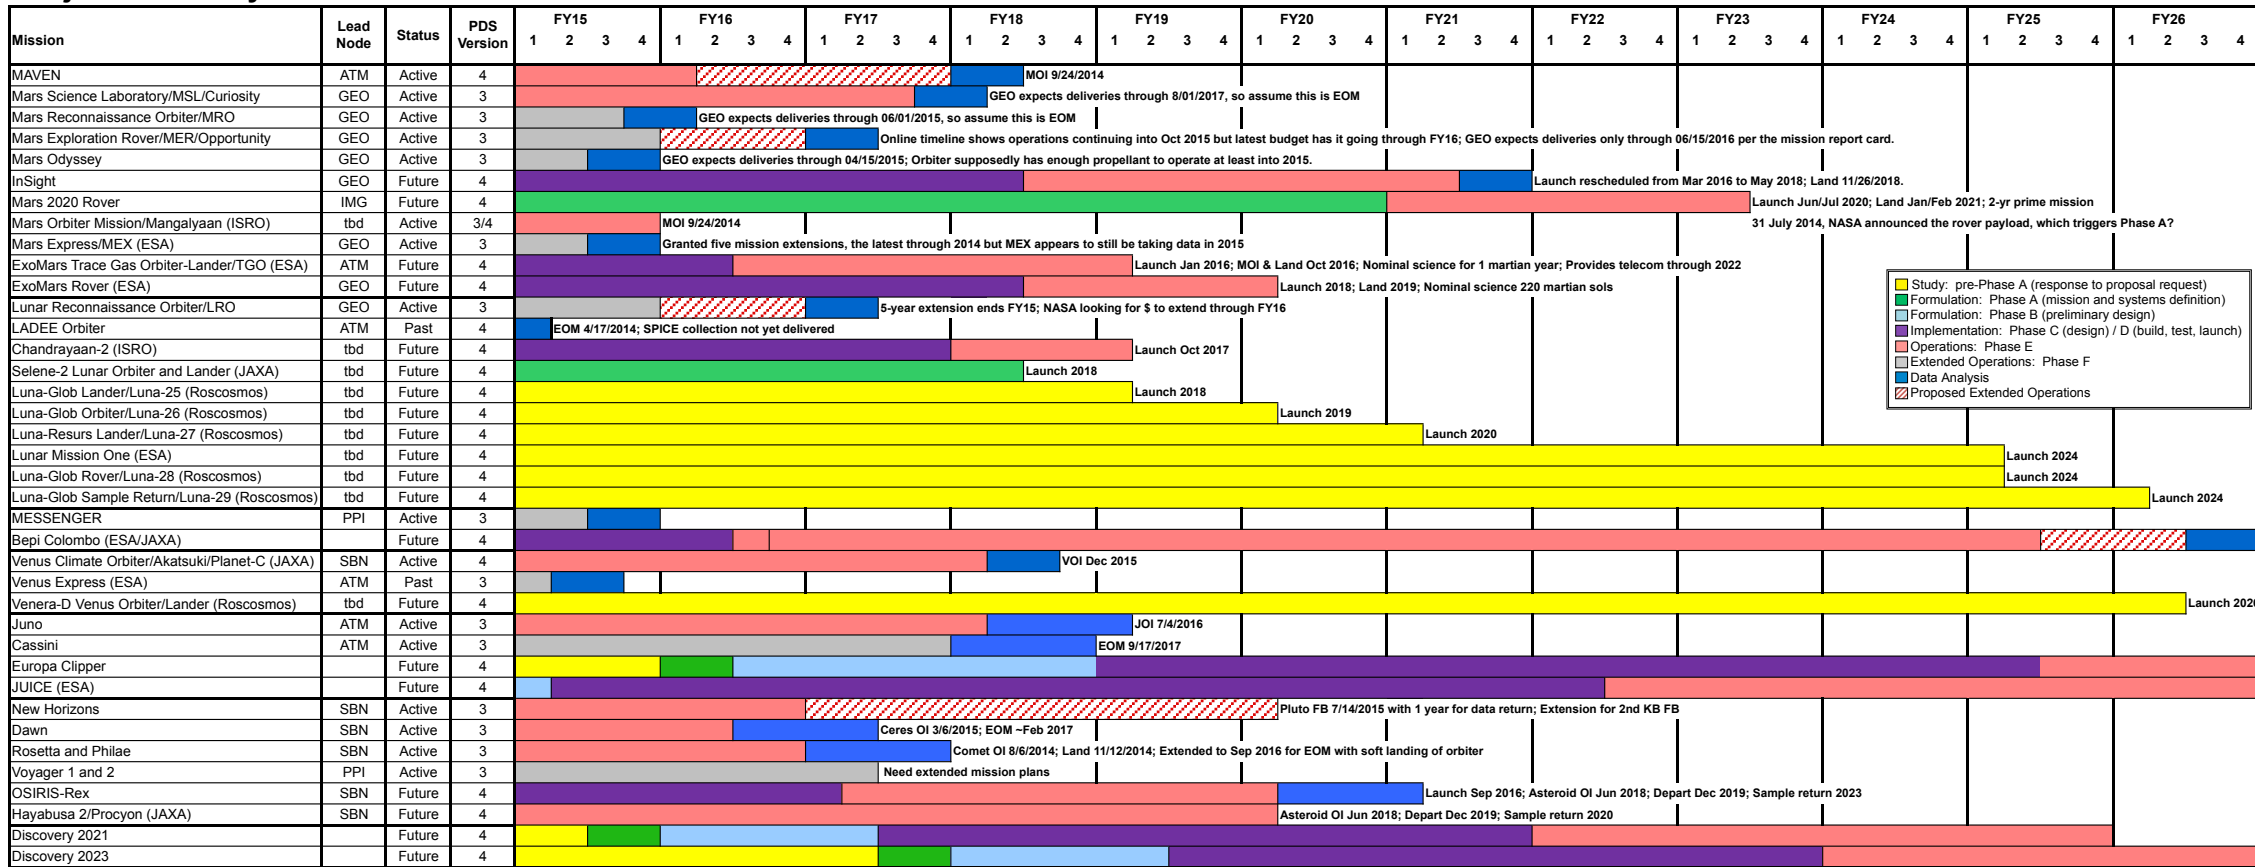 FY15 FY16 FY17 FY18 FY19 FY20 FY21 FY22 FY23 FY24 FY25 FY26
Mission Lead Node Status PDS Version 1 2 3 4 1 2 3 4 1 2 3 4 1 2 3 4 1 2 3 4 1 2 3 4 1 2 3 4 1 2 3 4 1 2 3 4 1 2 3 4 1 2 3 4 1 2 3 4
MAVEN ATM Active 4 MOI 9/24/2014
Mars Science Laboratory/MSL/Curiosity GEO Active 3 GEO expects deliveries through 8/01/2017, so assume this is EOM
Mars Reconnaissance Orbiter/MRO GEO Active 3 GEO expects deliveries through 06/01/2015, so assume this is EOM
Mars Exploration Rover/MER/Opportunity GEO Active 3 Online timeline shows operations continuing into Oct 2015 but latest budget has it going through FY16; GEO expects deliveries only through 06/15/2016 per the mission report card.
Mars Odyssey GEO Active 3 GEO expects deliveries through 04/15/2015; Orbiter supposedly has enough propellant to operate at least into 2015.
InSight GEO Future 4 Launch rescheduled from Mar 2016 to May 2018; Land 11/26/2018.
Mars 2020 Rover IMG Future 4 Launch Jun/Jul 2020; Land Jan/Feb 2021; 2-yr prime mission
Mars Orbiter Mission/Mangalyaan (ISRO) tbd Active 3/4 MOI 9/24/2014 31 July 2014, NASA announced the rover payload, which triggers Phase A?
Mars Express/MEX (ESA) GEO Active 3 Granted five mission extensions, the latest through 2014 but MEX appears to still be taking data in 2015
ExoMars Trace Gas Orbiter-Lander/TGO (ESA) ATM Future 4 Launch Jan 2016; MOI & Land Oct 2016; Nominal science for 1 martian year; Provides telecom through 2022
ExoMars Rover (ESA) GEO Future 4 Launch 2018; Land 2019; Nominal science 220 martian sols
Lunar Reconnaissance Orbiter/LRO GEO Active 3 5-year extension ends FY15; NASA looking for $ to extend through FY16
LADEE Orbiter ATM Past 4 EOM 4/17/2014; SPICE collection not yet delivered
Chandrayaan-2 (ISRO) tbd Future 4 Launch Oct 2017
Selene-2 Lunar Orbiter and Lander (JAXA) tbd Future 4 Launch 2018
Luna-Glob Lander/Luna-25 (Roscosmos) tbd Future 4 Launch 2018
Luna-Glob Orbiter/Luna-26 (Roscosmos) tbd Future 4 Launch 2019
Luna-Resurs Lander/Luna-27 (Roscosmos) tbd Future 4 Launch 2020
Lunar Mission One (ESA) tbd Future 4 Launch 2024
Luna-Glob Rover/Luna-28 (Roscosmos) tbd Future 4 Launch 2024
Luna-Glob Sample Return/Luna-29 (Roscosmos) tbd Future 4 Launch 2024
MESSENGER PPI Active 3
Bepi Colombo (ESA/JAXA) Future 4
Venus Climate Orbiter/Akatsuki/Planet-C (JAXA) SBN Active 4 VOI Dec 2015
Venus Express (ESA) ATM Past 3
Venera-D Venus Orbiter/Lander (Roscosmos) tbd Future 4 Launch
Juno ATM Active 3 JOI 7/4/2016
Cassini ATM Active 3 EOM 9/17/2017
Europa Clipper Future 4
JUICE (ESA) Future 4
New Horizons SBN Active 3 Pluto FB 7/14/2015 with 1 year for data return; Extension for 2nd KB FB
Dawn SBN Active 3 Ceres OI 3/6/2015; EOM ~Feb 2017
Rosetta and Philae SBN Active 3 Comet OI 8/6/2014; Land 11/12/2014; Extended to Sep 2016 for EOM with soft landing of orbiter
Voyager 1 and 2 PPI Active 3 Need extended mission plans
OSIRIS-Rex SBN Future 4 Launch Sep 2016; Asteroid OI Jun 2018; Depart Dec 2019; Sample return 2023
Hayabusa 2/Procyon (JAXA) SBN Future 4 Asteroid OI Jun 2018; Depart Dec 2019; Sample return 2020
Discovery 2021 Future 4
Discovery 2023 Future 4
Study: pre-Phase A (response to proposal request)
Formulation: Phase A (mission and systems definition)
Formulation: Phase B (preliminary design)
Implementation: Phase C (design) / D (build, test, launch)
Operations: Phase E
Extended Operations: Phase F
Data Analysis
Proposed Extended Operations